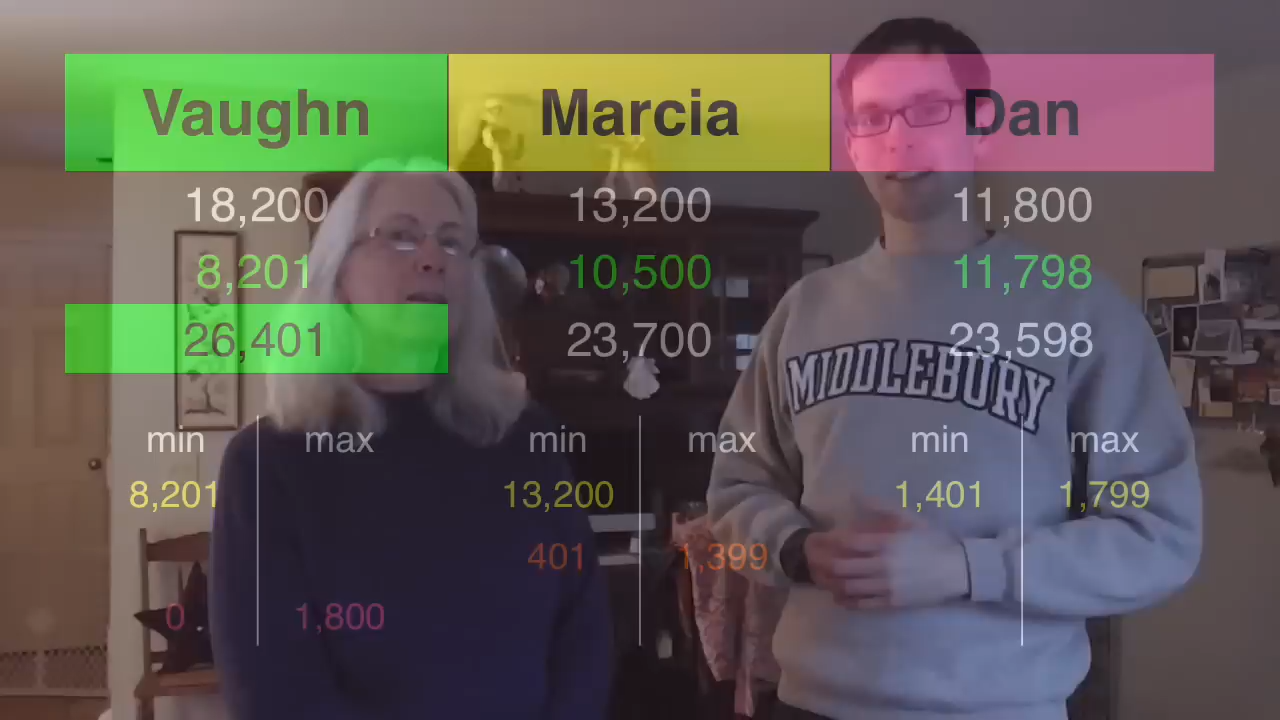 Vaughn Marcia Dan
18,200 13,200 11,800
8,201 10,500 11,798
26,401 23,700 23,598
MIDDLEBURY
min max min max min max
8,201 13,200 1,401 1,799
401 1,399
0 1,800